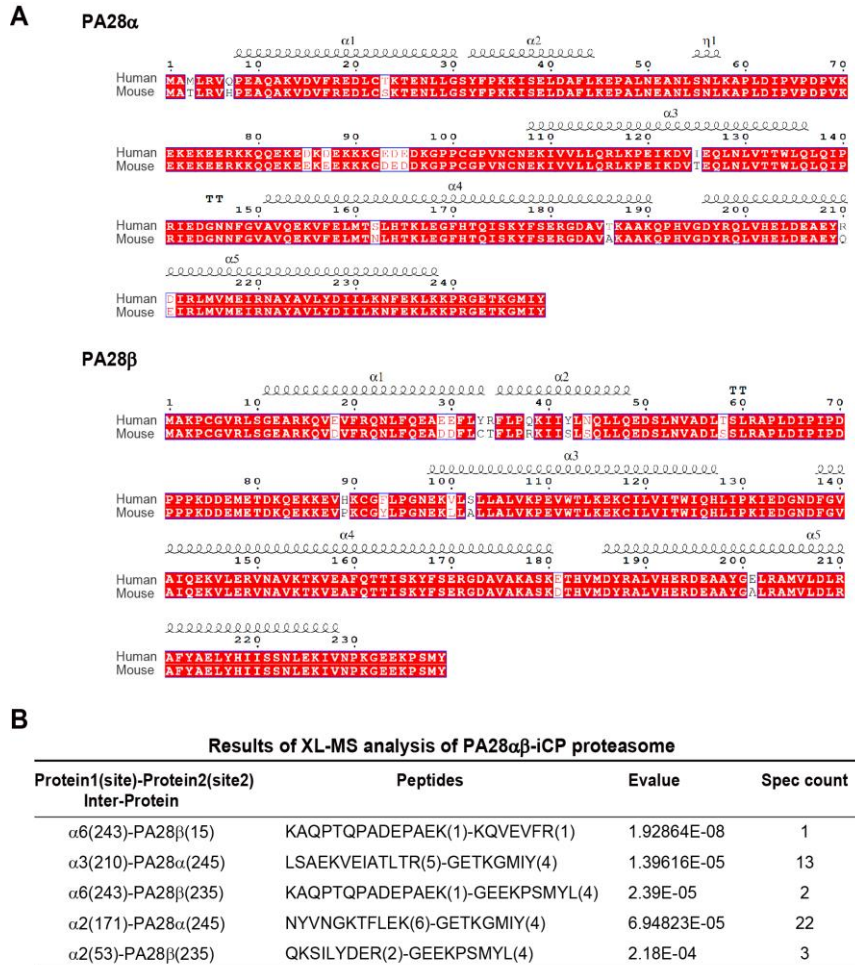 A
PA28α
α1 α2 η1
1 10 20 30 40 50 60 70
Human MAMLRVQPEAQAKVDVFREDLCTKTENLLGSYFPKKISELDAFLKEPALNEANLSNLKAPLDIPVPDPVK
Mouse MATLRVHPEAQAKVDVFREDLCSKTENLLGSYFPKKISELDAFLKEPALNEANLSNLKAPLDIPVPDPVK
α3
80 90 100 110 120 130 140
Human EKEKEERKKQQEKEDKDEKKKGEDEDKGPPCGPVNCNEKIVVLLQRLKPEIKDVIEQLNLVTTWLQLQIP
Mouse EKEKEERKKQQEKEEKEEKKKGDEDDKGPPCGPVNCNEKIVVLLQRLKPEIKDVTEQLNLVTTWLQLQIP
TT α4
150 160 170 180 190 200 210
Human RIEDGNNFGVAVQEKVFELMTSLHTKLEGFHTQISKYFSERGDAVTKAAKQPHVGDYRQLVHELDEAEYR
Mouse RIEDGNNFGVAVQEKVFELMTNLHTKLEGFHTQISKYFSERGDAVAKAAKQPHVGDYRQLVHELDEAEYQ
α5
220 230 240
Human DIRLMVMEIRNAYAVLYDIILKNFEKLKKPRGETKGMIY
Mouse EIRLMVMEIRNAYAVLYDIILKNFEKLKKPRGETKGMIY
PA28β
α1 α2 TT
1 10 20 30 40 50 60 70
Human MAKPCGVRLSGEARKQVEVFRQNLFQEAEEFLYRFLPQKIIYLNQLLQEDSLNVADLTSLRAPLDIPIPD
Mouse MAKPCGVRLSGEARKQVDVFRQNLFQEADDFLCTFLPRKIISLSQLLQEDSLNVADLSSLRAPLDIPIPD
α3
80 90 100 110 120 130 140
Human PPPKDDEMETDKQEKKEVHKCGFLPGNEKVLSLLALVKPEVWTLKEKCILVITWIQHLIPKIEDGNDFGV
Mouse PPPKDDEMETDKQEKKEVPKCGYLPGNEKLLALLALVKPEVWTLKEKCILVITWIQHLIPKIEDGNDFGV
α4 α5
150 160 170 180 190 200 210
Human AIQEKVLERVNAVKTKVEAFQTTISKYFSERGDAVAKASKETHVMDYRALVHERDEAAYGELRAMVLDLR
Mouse AIQEKVLERVNAVKTKVEAFQTTISKYFSERGDAVAKASKDTHVMDYRALVHERDEAAYGALRAMVLDLR
220 230
Human AFYAELYHIISSNLEKIVNPKGEEKPSMY
Mouse AFYAELYHIISSNLEKIVNPKGEEKPSMY
B
Results of XL-MS analysis of PA28αβ-iCP proteasome
Protein1(site)-Protein2(site2) Peptides Evalue Spec count
Inter-Protein
α6(243)-PA28β(15) KAQPTQPADEPAEK(1)-KQVEVFR(1) 1.92864E-08 1
α3(210)-PA28α(245) LSAEKVEIATLTR(5)-GETKGMIY(4) 1.39616E-05 13
α6(243)-PA28β(235) KAQPTQPADEPAEK(1)-GEEKPSMYL(4) 2.39E-05 2
α2(171)-PA28α(245) NYVNGKTFLEK(6)-GETKGMIY(4) 6.94823E-05 22
α2(53)-PA28β(235) QKSILYDER(2)-GEEKPSMYL(4) 2.18E-04 3